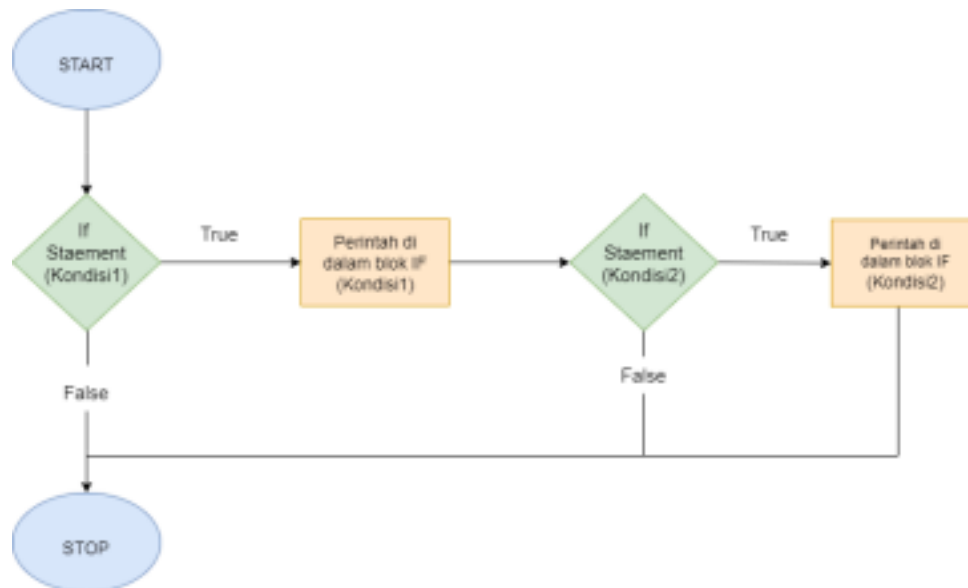 START
If
Staement
(Kondisi1)
True
Perintah di
dalam blok IF
(Kondisi1)
If
Staement
(Kondisi2)
True
Perintah di
dalam blok IF
(Kondisi2)
False
False
STOP